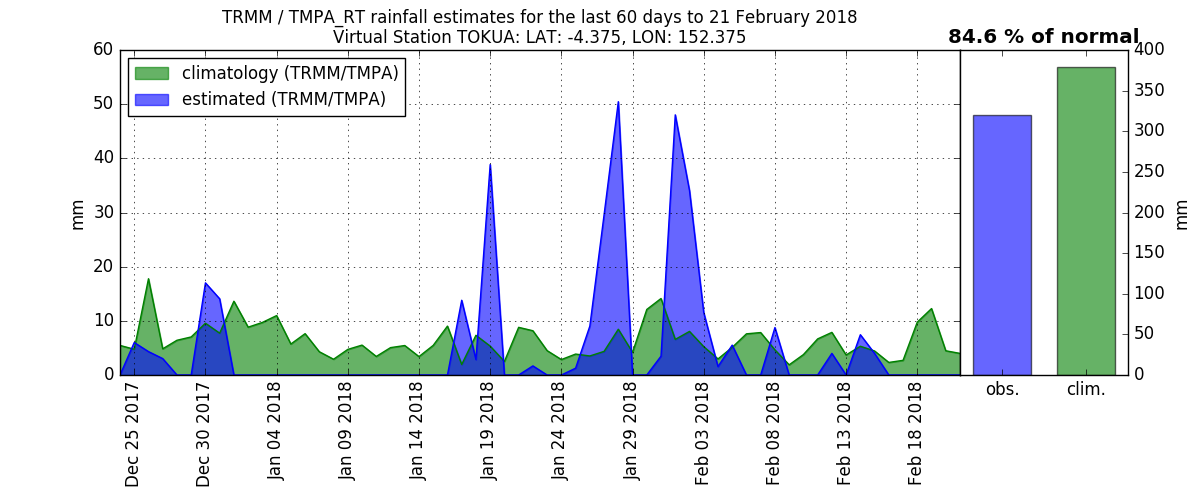 TRMM / TMPA_RT rainfall estimates for the last 60 days to 21 February 2018
Virtual Station TOKUA: LAT: -4.375, LON: 152.375
84.6 % of normal
climatology (TRMM/TMPA)
estimated (TRMM/TMPA)
60
50
40
30
20
10
0
mm
Dec 25 2017
Dec 30 2017
Jan 04 2018
Jan 09 2018
Jan 14 2018
Jan 19 2018
Jan 24 2018
Jan 29 2018
Feb 03 2018
Feb 08 2018
Feb 13 2018
Feb 18 2018
obs.
clim.
400
350
300
250
200
150
100
50
0
mm